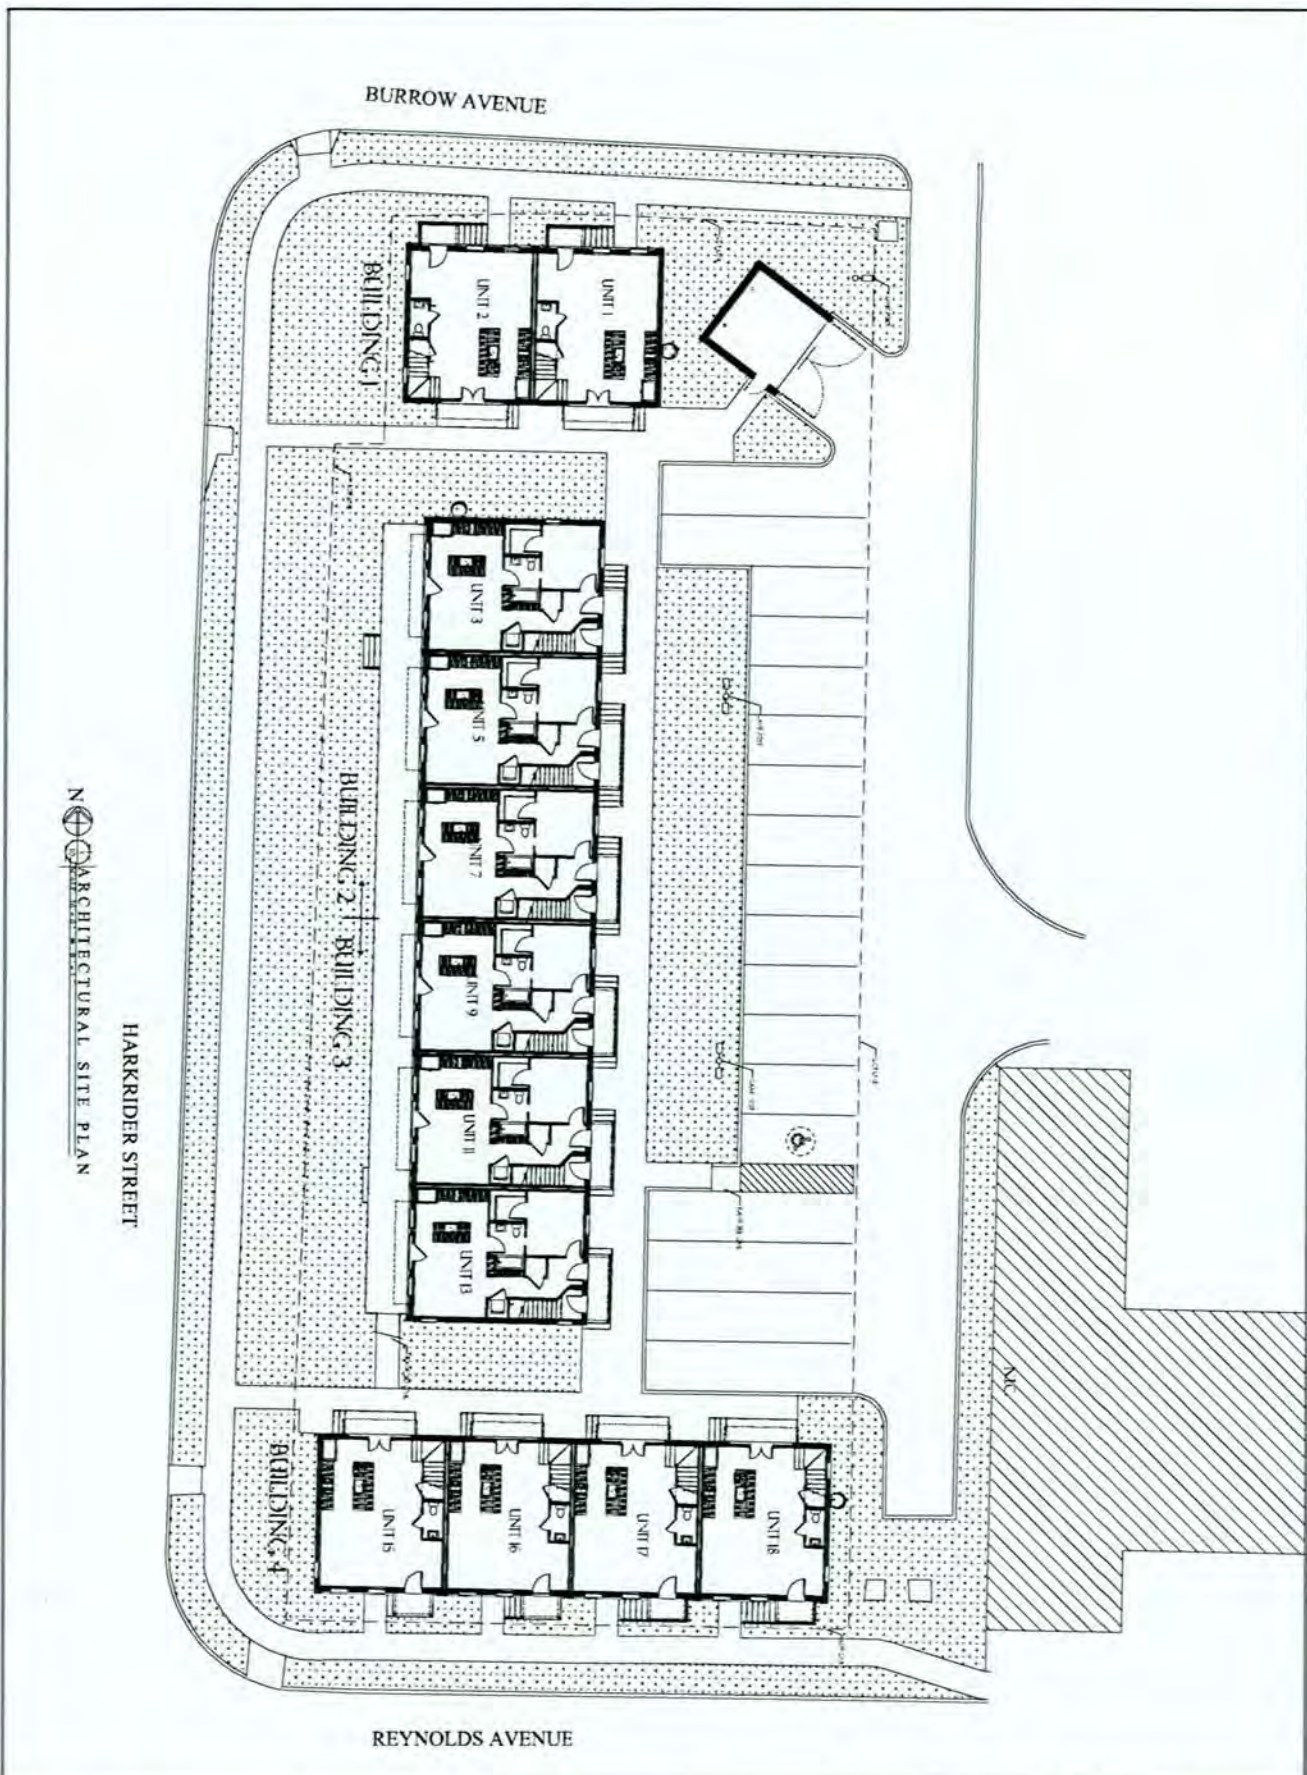 BURROW AVENUE
BUILDING 1
UNIT 2
UNIT 1
UNIT 3
UNIT 5
UNIT 7
UNIT 9
UNIT 11
UNIT 13
BUILDING 2
BUILDING 3
N
ARCHITECTURAL SITE PLAN
HARKRIDER STREET
NIC
BUILDING 4
UNIT 15
UNIT 16
UNIT 17
UNIT 18
REYNOLDS AVENUE